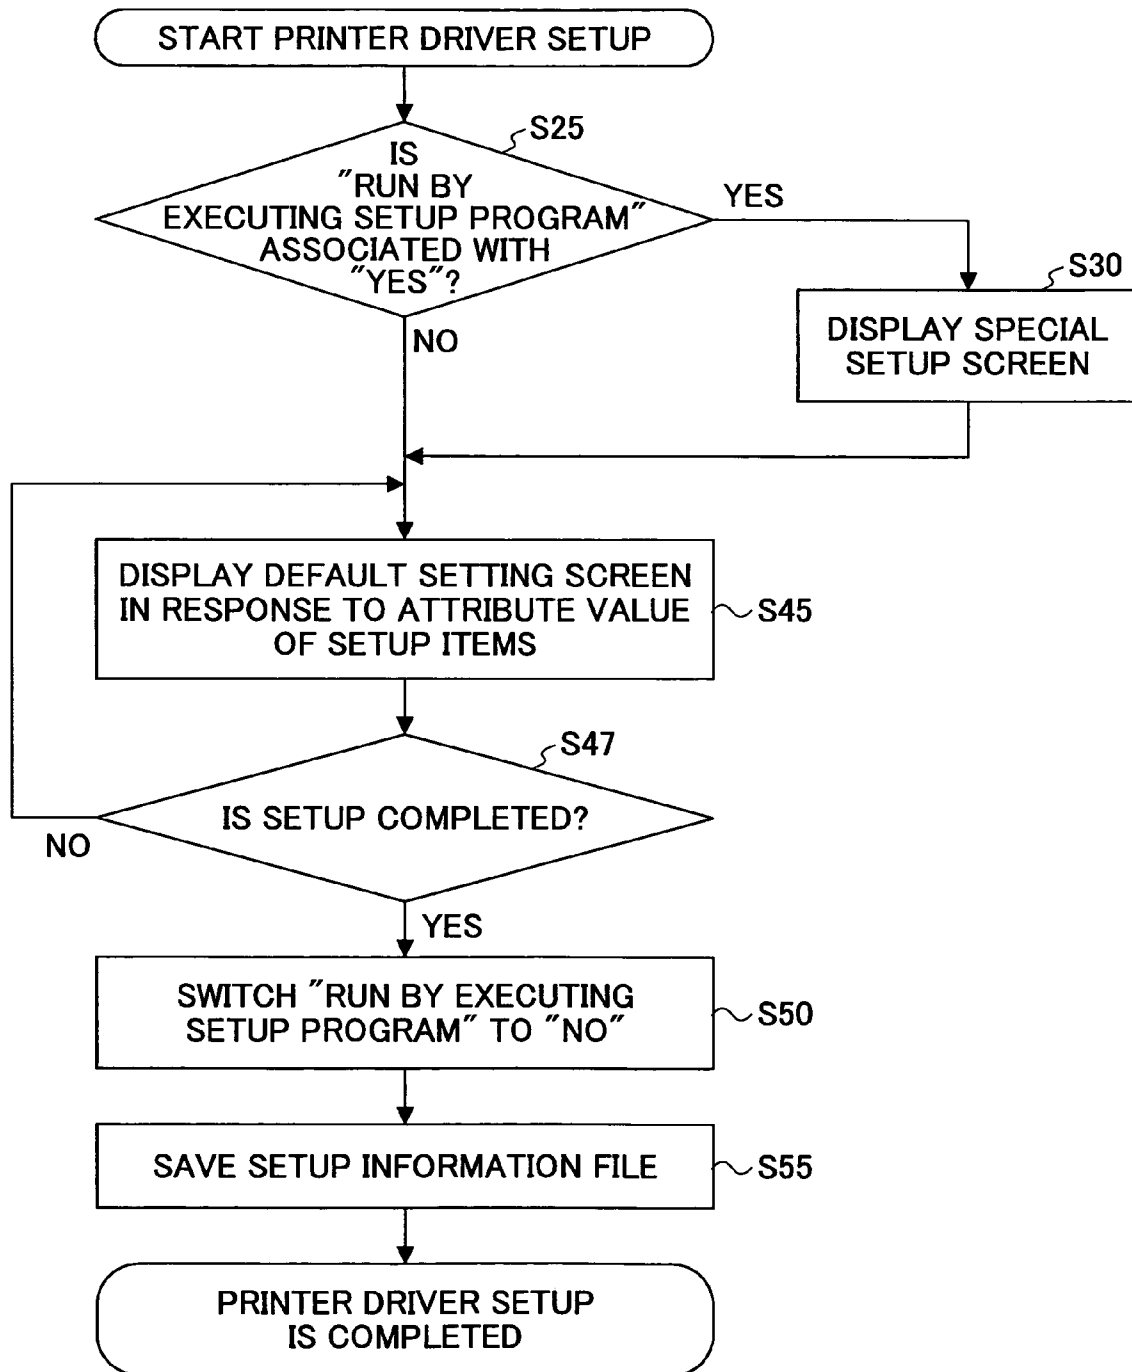 START PRINTER DRIVER SETUP
S25
IS
"RUN BY
EXECUTING SETUP PROGRAM"
ASSOCIATED WITH
"YES"?
YES
NO
S30
DISPLAY SPECIAL
SETUP SCREEN
DISPLAY DEFAULT SETTING SCREEN
IN RESPONSE TO ATTRIBUTE VALUE
OF SETUP ITEMS
S45
S47
IS SETUP COMPLETED?
NO
YES
SWITCH "RUN BY EXECUTING
SETUP PROGRAM" TO "NO"
S50
SAVE SETUP INFORMATION FILE
S55
PRINTER DRIVER SETUP
IS COMPLETED